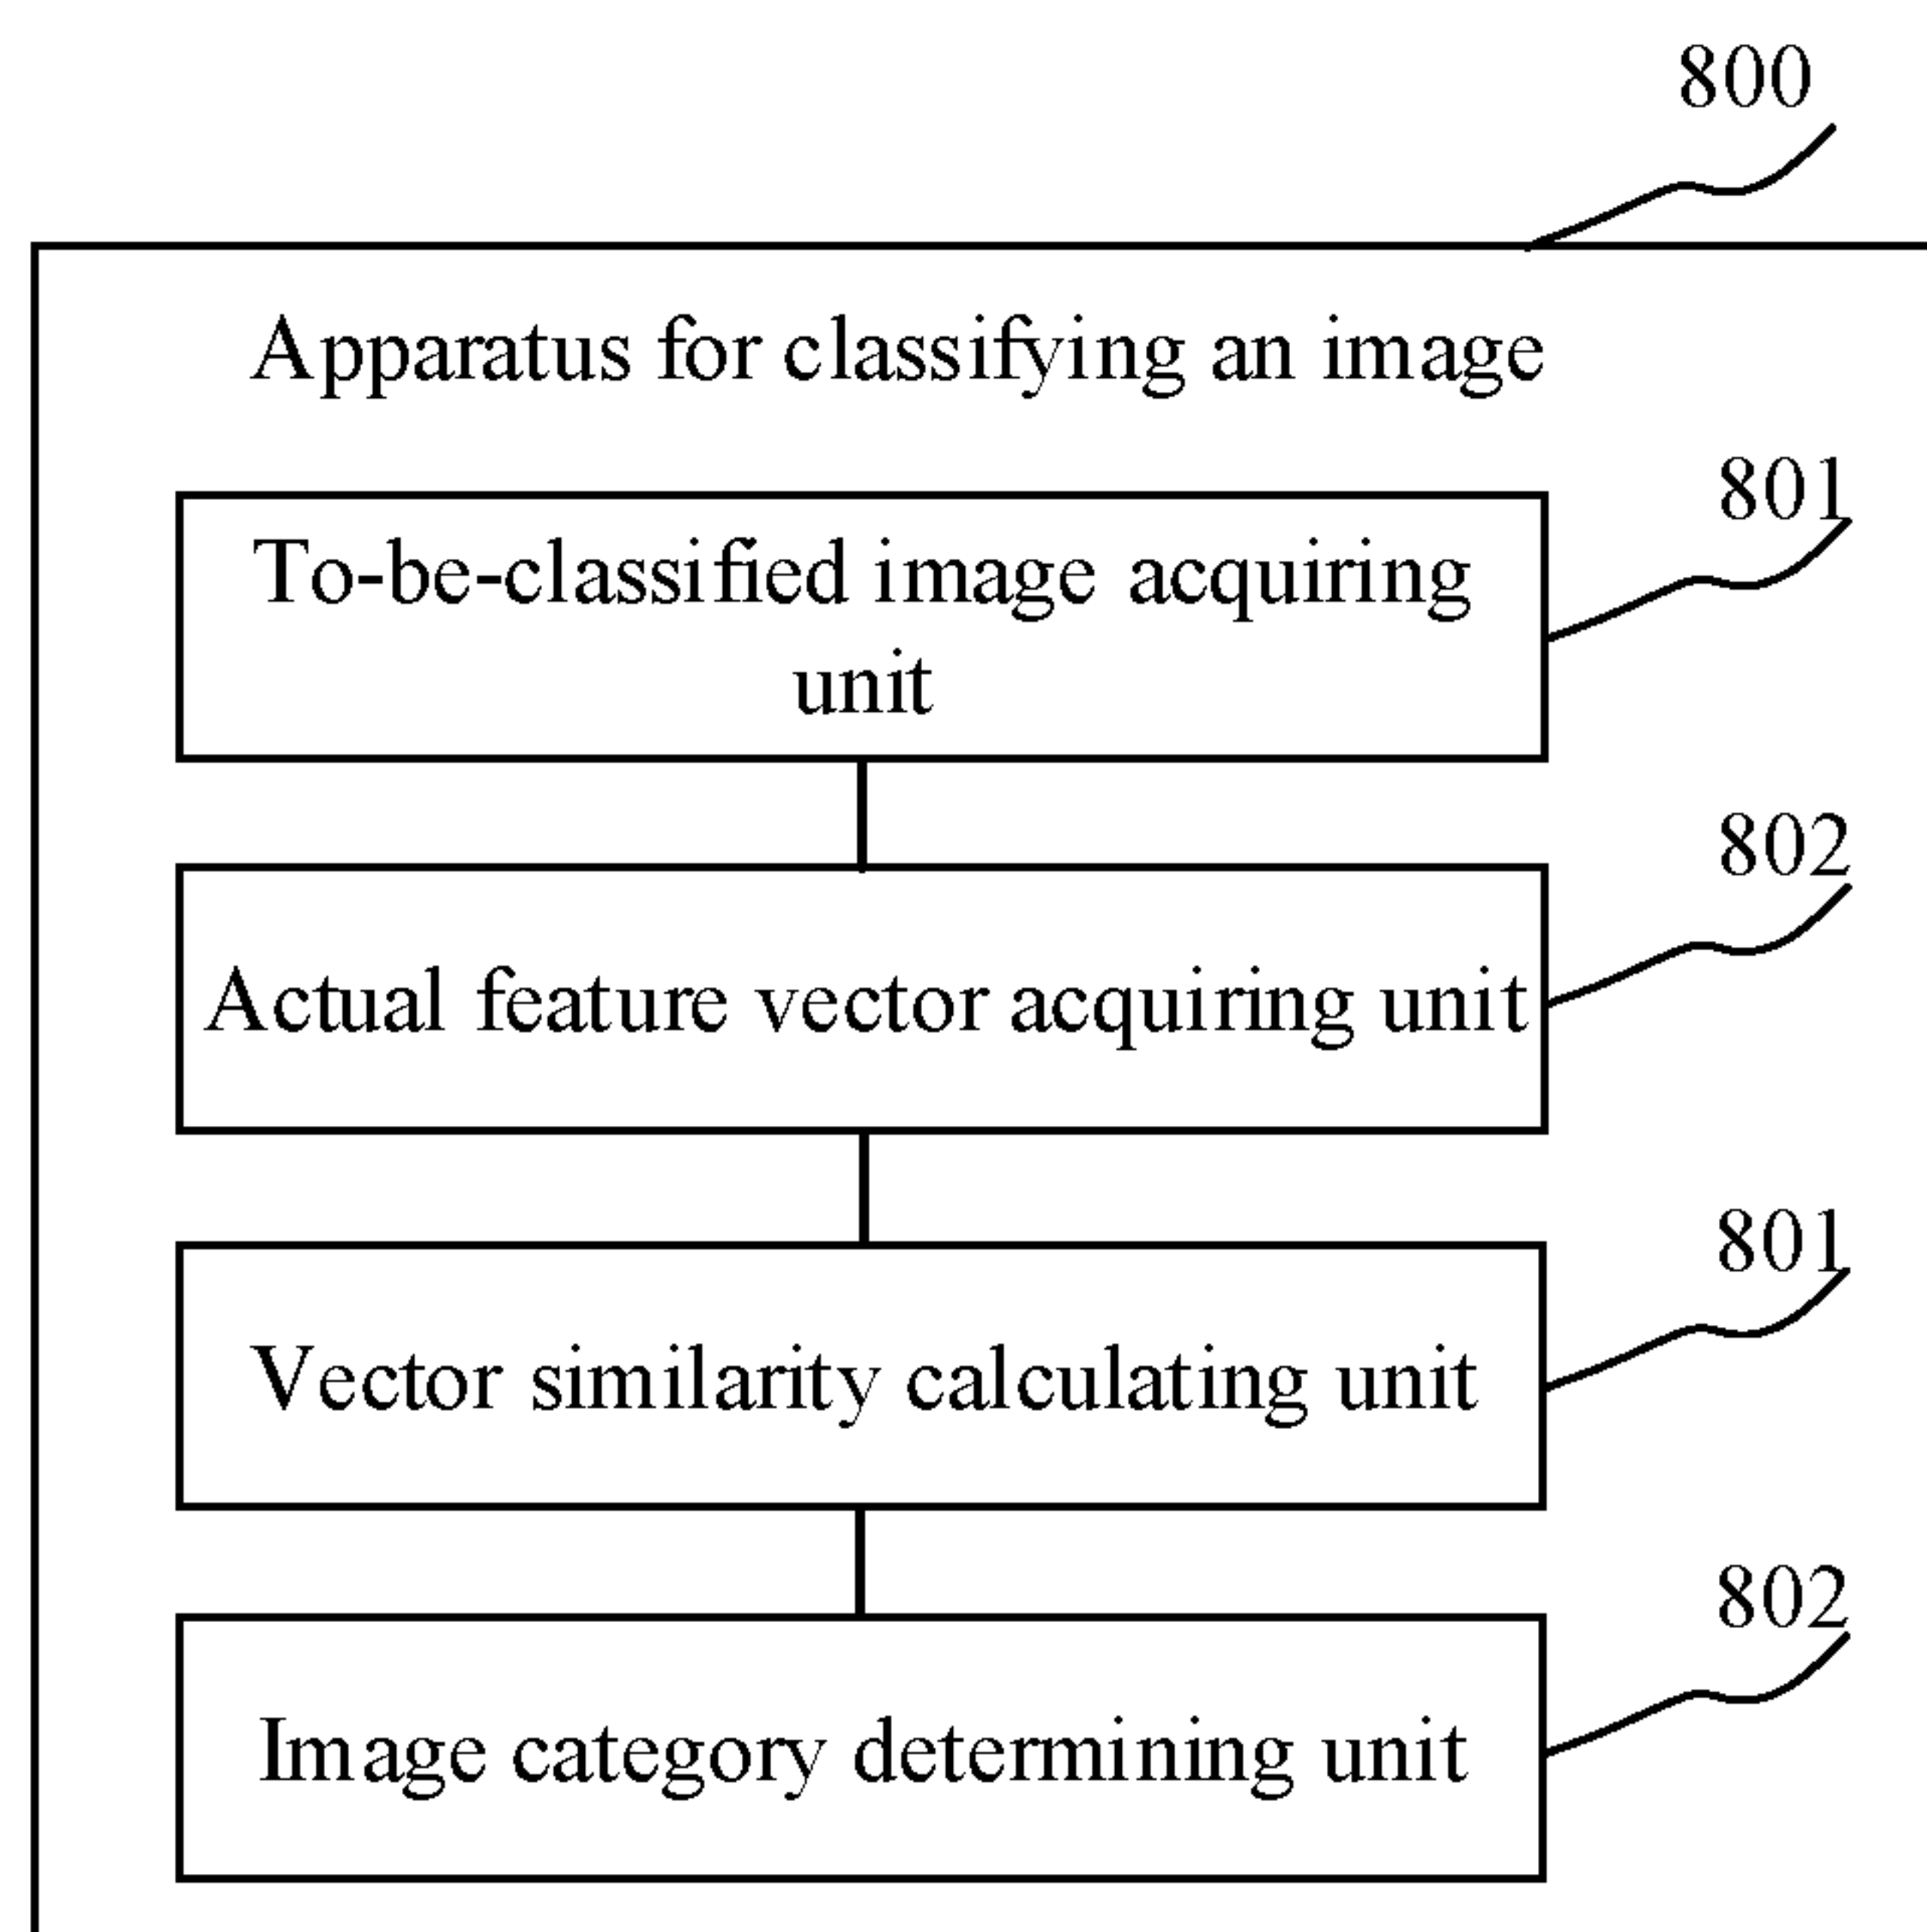 800
Apparatus for classifying an image
801
To-be-classified image acquiring
unit
802
Actual feature vector acquiring unit
801
Vector similarity calculating unit
802
Image category determining unit